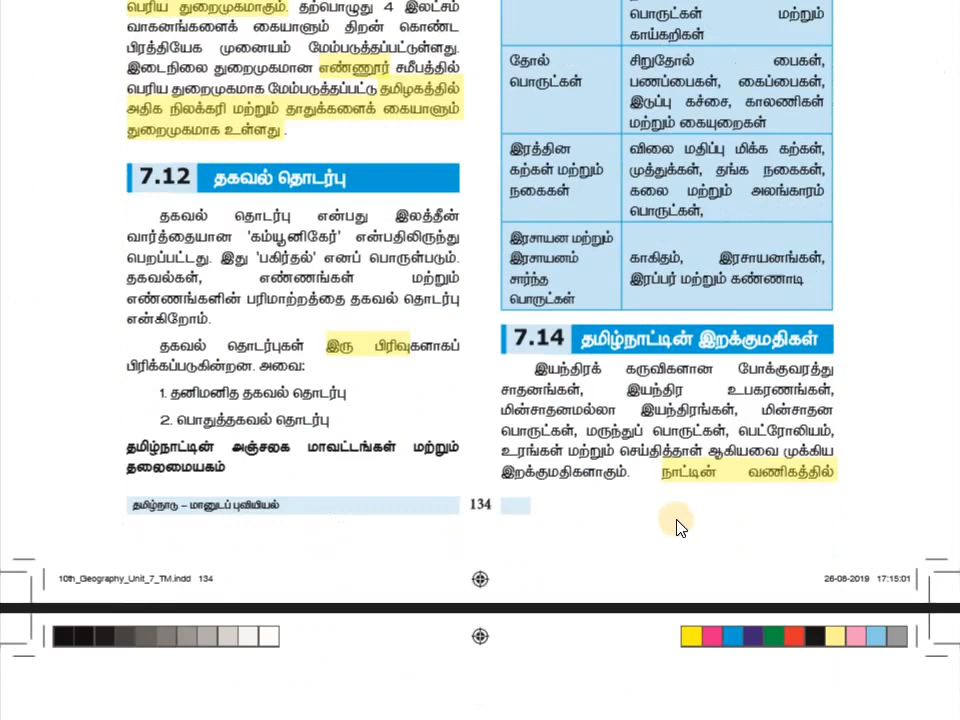 பெரிய துறைமுகமாகும். தற்பொழுது 4 இலட்சம்
வாகனங்களைக் கையாளும் திறன் கொண்ட
பிரத்தியேக முனையம் மேம்படுத்தப்பட்டுள்ளது.
இடைநிலை துறைமுகமான எண்ணூர் சமீபத்தில்
பெரிய துறைமுகமாக மேம்படுத்தப்பட்டு தமிழகத்தில்
அதிக நிலக்கரி மற்றும் தாதுக்களைக் கையாளும்
துறைமுகமாக உள்ளது .
7.12 தகவல் தொடர்பு
தகவல் தொடர்பு என்பது இலத்தீன்
வார்த்தையான 'கம்யூனிகேர்' என்பதிலிருந்து
பெறப்பட்டது. இது 'பகிர்தல்' எனப் பொருள்படும்.
தகவல்கள், எண்ணங்கள் மற்றும்
எண்ணங்களின் பரிமாற்றத்தை தகவல் தொடர்பு
என்கிறோம்.
தகவல் தொடர்புகள் இரு பிரிவுகளாகப்
பிரிக்கப்படுகின்றன. அவை:
1. தனிமனித தகவல் தொடர்பு
2. பொதுத்தகவல் தொடர்பு
தமிழ்நாட்டின் அஞ்சலக மாவட்டங்கள் மற்றும்
தலைமையகம்
பொருட்கள் மற்றும்
காய்கறிகள்
தோல்
பொருட்கள்
சிறுதோல் பைகள்,
பணப்பைகள், கைப்பைகள்,
இடுப்பு கச்சை, காலணிகள்
மற்றும் கையுறைகள்
இரத்தின
கற்கள் மற்றும்
நகைகள்
விலை மதிப்பு மிக்க கற்கள்,
முத்துக்கள், தங்க நகைகள்,
கலை மற்றும் அலங்காரம்
பொருட்கள்,
இரசாயன மற்றும்
இரசாயனம்
சார்ந்த
பொருட்கள்
காகிதம், இரசாயனங்கள்,
இரப்பர் மற்றும் கண்ணாடி
7.14 தமிழ்நாட்டின் இறக்குமதிகள்
இயந்திரக் கருவிகளான போக்குவரத்து
சாதனங்கள், இயந்திர உபகரணங்கள்,
மின்சாதனமல்லா இயந்திரங்கள், மின்சாதன
பொருட்கள், மருந்துப் பொருட்கள், பெட்ரோலியம்,
உரங்கள் மற்றும் செய்தித்தாள் ஆகியவை முக்கிய
இறக்குமதிகளாகும். நாட்டின் வணிகத்தில்
தமிழ்நாடு – மானுடப் புவியியல்
134
10th_Geography_Unit_7_TM.indd 134
26-08-2019 17:15:01